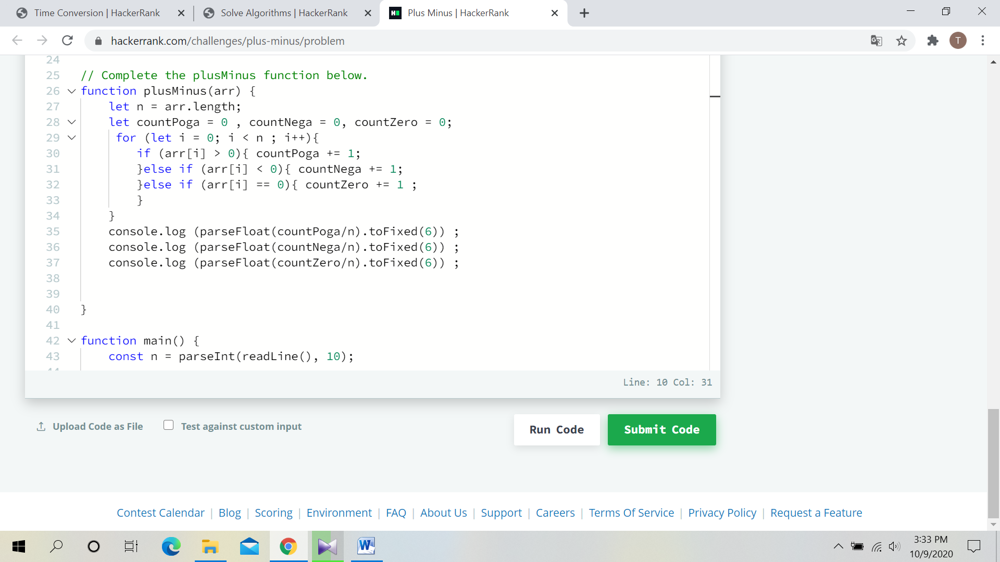 Time Conversion | HackerRank
Solve Algorithms | HackerRank
Plus Minus | HackerRank
hackerrank.com/challenges/plus-minus/problem
T
24
25 // Complete the plusMinus function below.
26 function plusMinus(arr) {
27 let n = arr.length;
28 let countPoga = 0 , countNega = 0, countZero = 0;
29 for (let i = 0; i < n ; i++){
30 if (arr[i] > 0){ countPoga += 1;
31 }else if (arr[i] < 0){ countNega += 1;
32 }else if (arr[i] == 0){ countZero += 1 ;
33 }
34 }
35 console.log (parseFloat(countPoga/n).toFixed(6)) ;
36 console.log (parseFloat(countNega/n).toFixed(6)) ;
37 console.log (parseFloat(countZero/n).toFixed(6)) ;
38
39
40 }
41
42 function main() {
43 const n = parseInt(readLine(), 10);
Line: 10 Col: 31
Upload Code as File
Test against custom input
Run Code
Submit Code
Contest Calendar | Blog | Scoring | Environment | FAQ | About Us | Support | Careers | Terms Of Service | Privacy Policy | Request a Feature
3:33 PM
10/9/2020